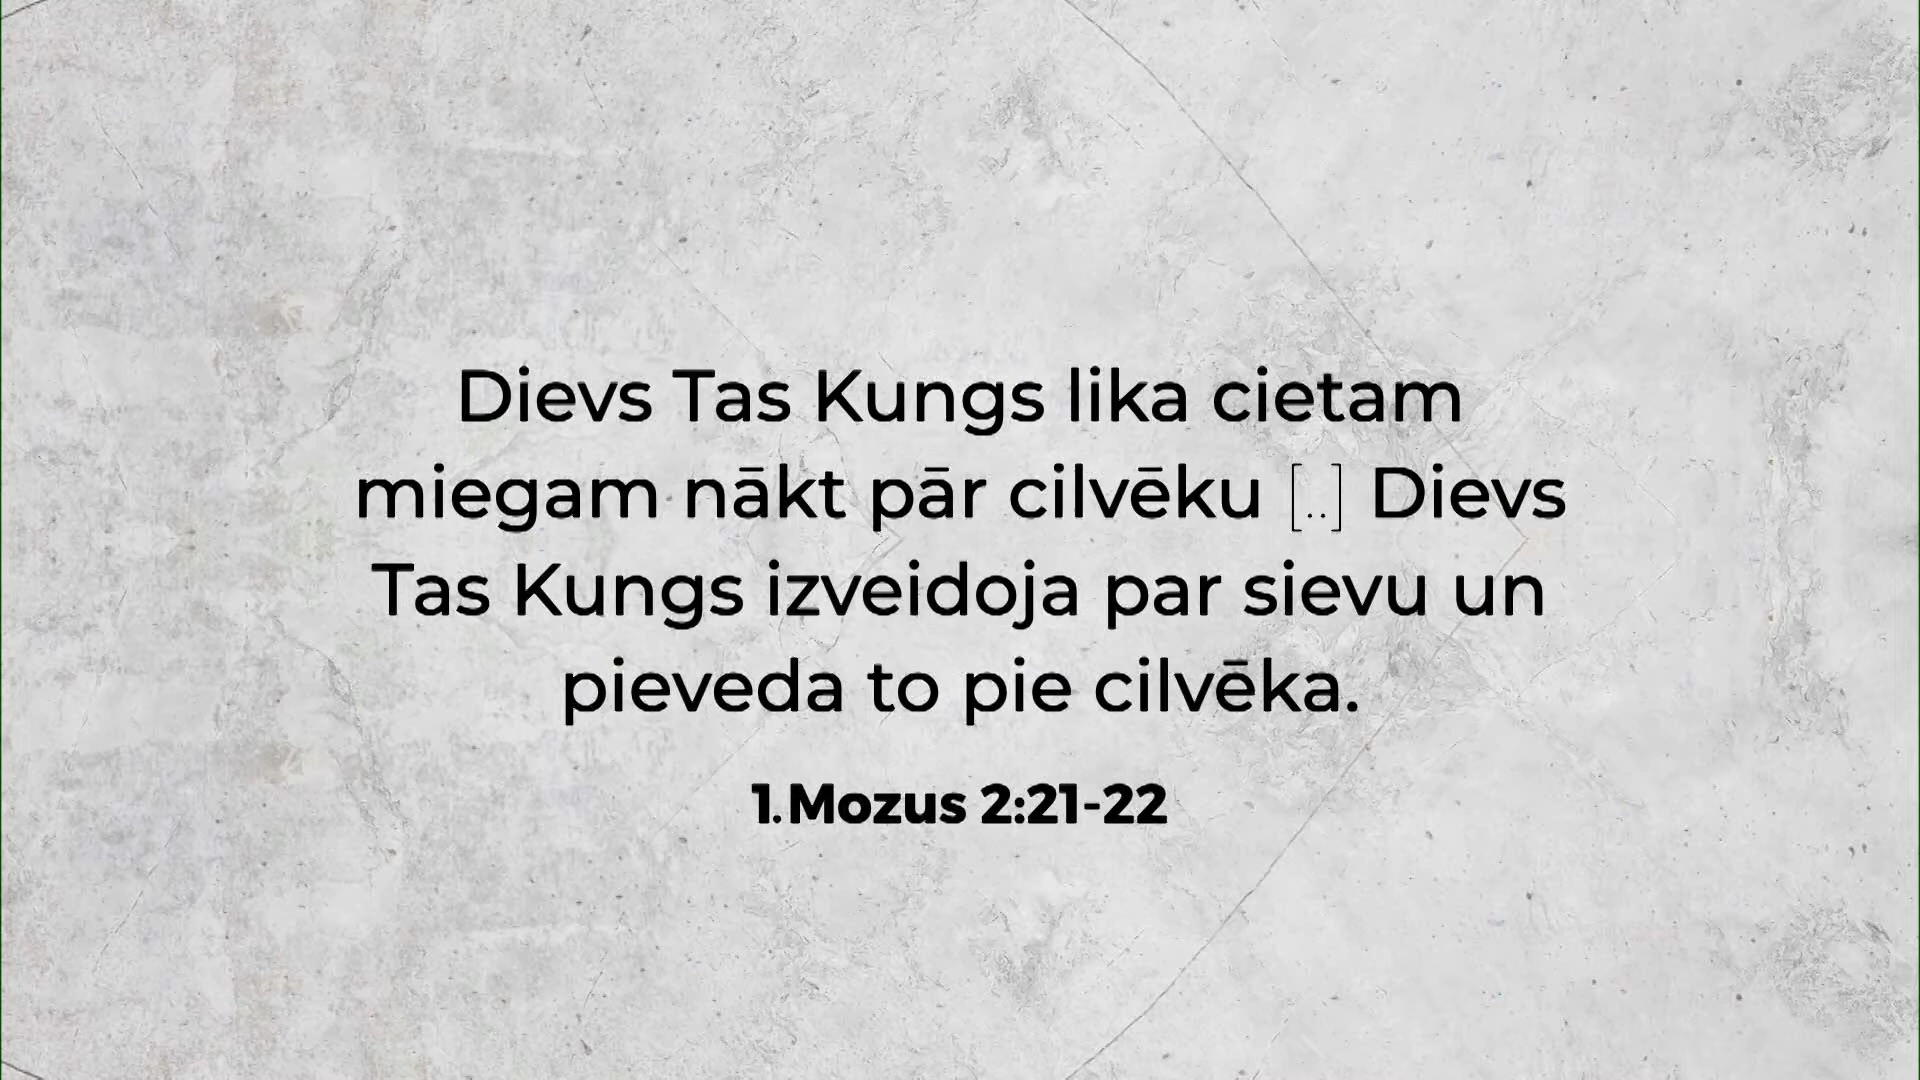 Dievs Tas Kungs lika cietam
miegam nākt pār cilvēku [..] Dievs
Tas Kungs izveidoja par sievu un
pieveda to pie cilvēka.
1. Mozus 2:21-22